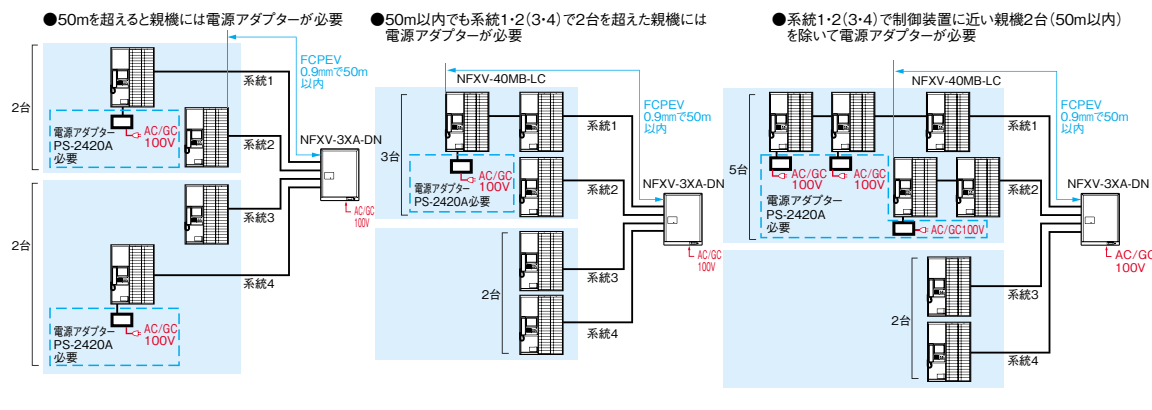 ●50mを超えると親機には電源アダプターが必要
FCPEV
0.9mmで50m
以内
系統1
2台
電源アダプター
PS-2420A
必要
AC/GC
100V
系統2
NFXV-3XA-DN
AC/GC
100V
系統3
2台
系統4
電源アダプター
PS-2420A
必要
AC/GC
100V
●50m以内でも系統1・2(3・4)で2台を超えた親機には
電源アダプターが必要
NFXV-40MB-LC
FCPEV
0.9mmで50m
以内
系統1
3台
AC/GC
100V
電源アダプター
PS-2420A必要
系統2
NFXV-3XA-DN
AC/GC
100V
系統3
2台
系統4
●系統1・2(3・4)で制御装置に近い親機2台(50m以内)
を除いて電源アダプターが必要
NFXV-40MB-LC
FCPEV
0.9mmで50m
以内
系統1
5台
AC/GC
100V
AC/GC
100V
電源アダプター
PS-2420A
必要
AC/GC100V
系統2
NFXV-3XA-DN
AC/GC
100V
系統3
2台
系統4